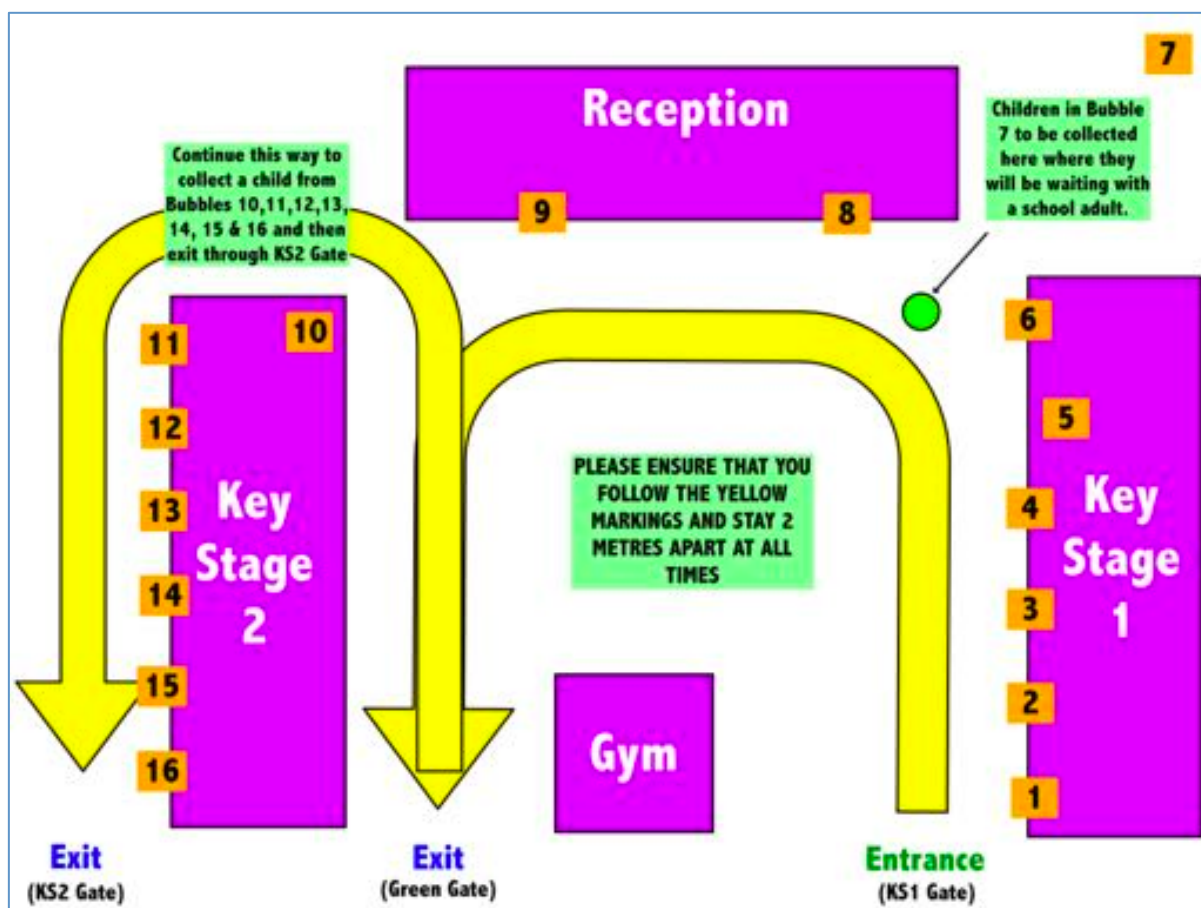 7
Reception
Children in Bubble
7 to be collected
here where they
will be waiting with
a school adult.
Continue this way to
collect a child from
Bubbles 10,11,12,13,
14, 15 & 16 and then
exit through KS2 Gate
9
8
6
10
11
5
12
PLEASE ENSURE THAT YOU
FOLLOW THE YELLOW
MARKINGS AND STAY 2
METRES APART AT ALL
TIMES
13
Key
Stage
2
4
Key
Stage
1
14
3
15
2
Gym
16
1
Exit
(KS2 Gate)
Exit
(Green Gate)
Entrance
(KS1 Gate)